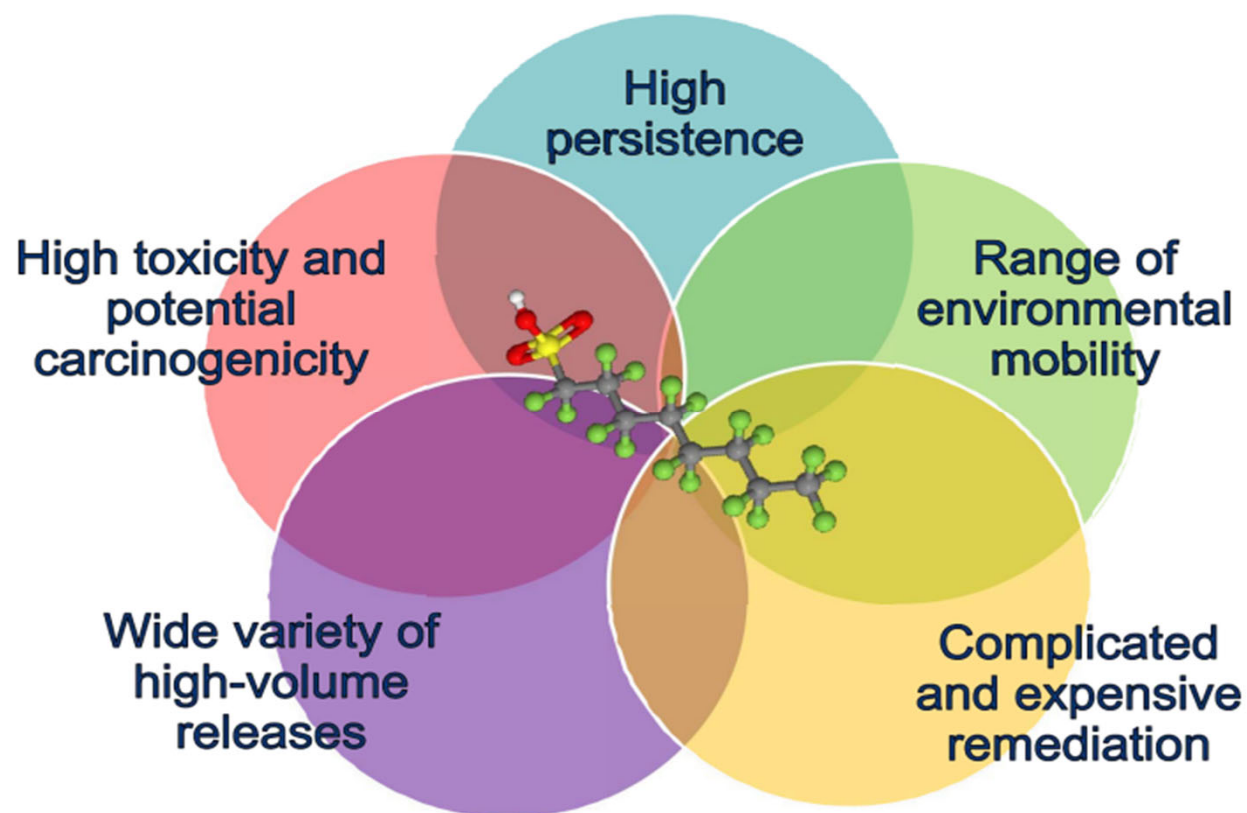 High
persistence
High toxicity and
potential
carcinogenicity
Range of
environmental
mobility
Wide variety of
high-volume
releases
Complicated
and expensive
remediation